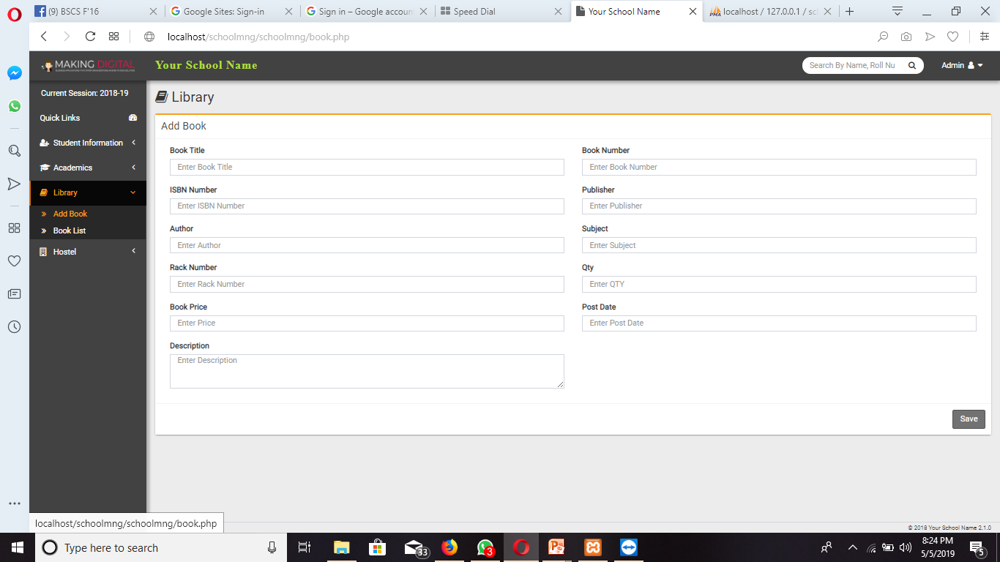 (9) BSCS F'16
Google Sites: Sign-in
Sign in – Google accoun
Speed Dial
Your School Name
localhost / 127.0.0.1 / sc
localhost/schoolmng/schoolmng/book.php
MAKING DIGITAL
Your School Name
Search By Name, Roll Nu
Admin
Current Session: 2018-19
Quick Links
Student Information
Academics
Library
Add Book
Book List
Hostel
Library
Add Book
Book Title
Book Number
Enter Book Title
Enter Book Number
ISBN Number
Publisher
Enter ISBN Number
Enter Publisher
Author
Subject
Enter Author
Enter Subject
Rack Number
Qty
Enter Rack Number
Enter QTY
Book Price
Post Date
Enter Price
Enter Post Date
Description
Enter Description
Save
localhost/schoolmng/schoolmng/book.php
© 2018 Your School Name 2.1.0
Type here to search
33
3
8:24 PM
5/5/2019
5